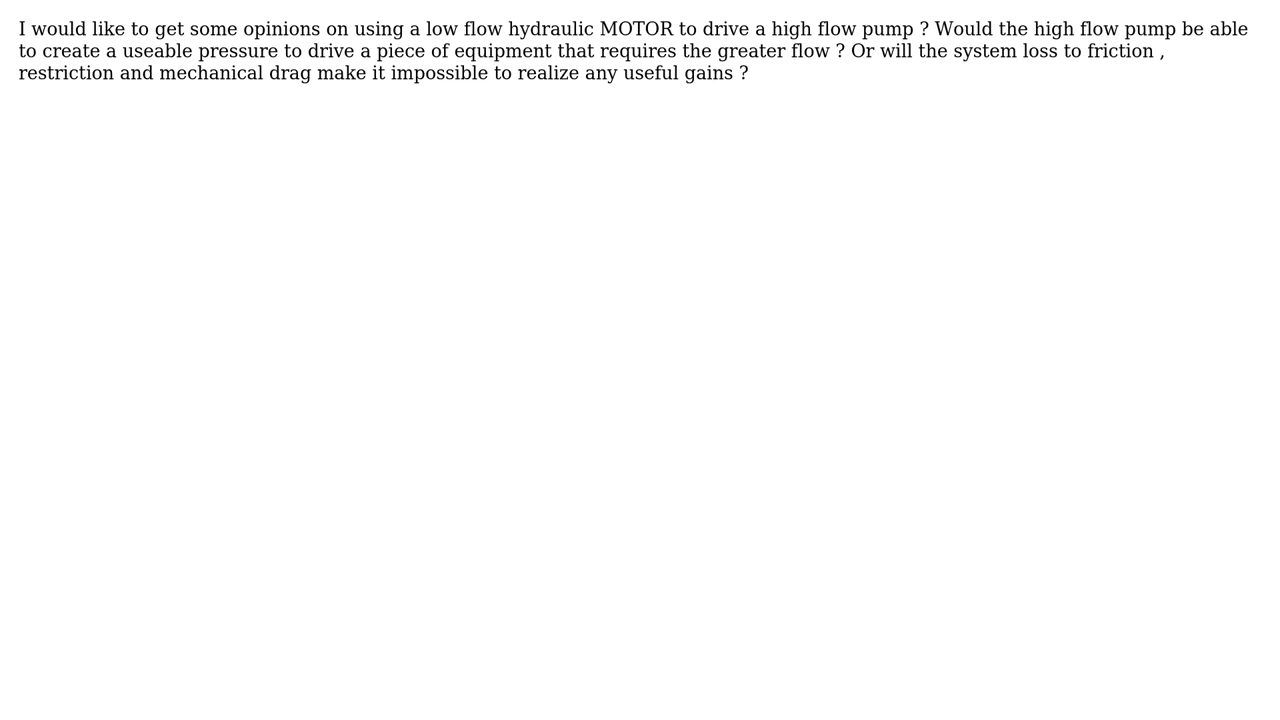 I would like to get some opinions on using a low flow hydraulic MOTOR to drive a high flow pump ? Would the high flow pump be able
to create a useable pressure to drive a piece of equipment that requires the greater flow ? Or will the system loss to friction ,
restriction and mechanical drag make it impossible to realize any useful gains ?